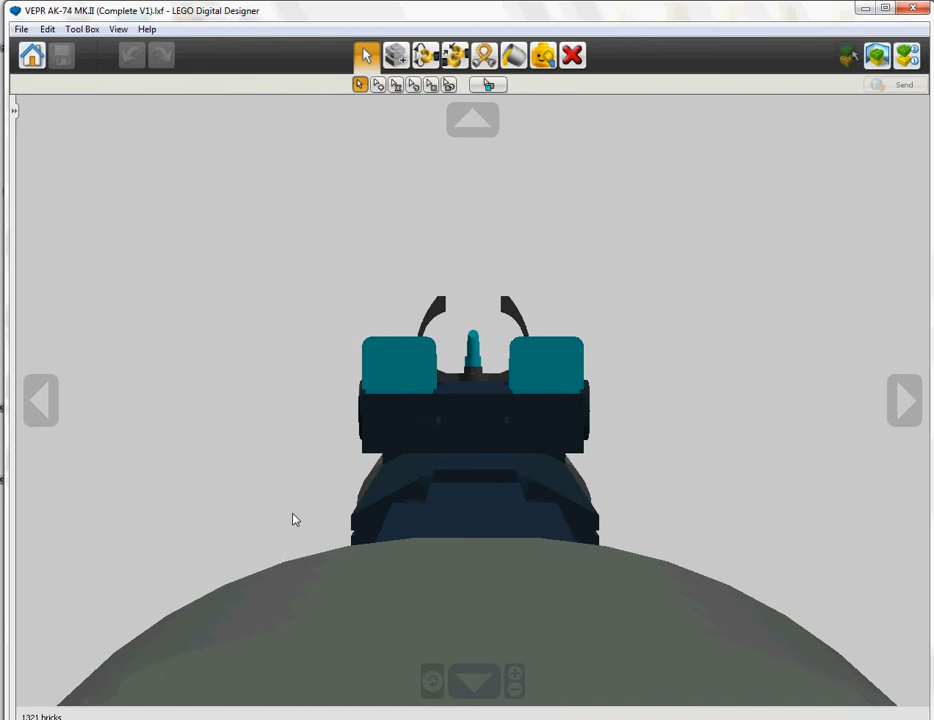 VEPR AK-74 MK.II (Complete V1).lxf - LEGO Digital Designer
File Edit Tool Box View Help
Send
1321 bricks